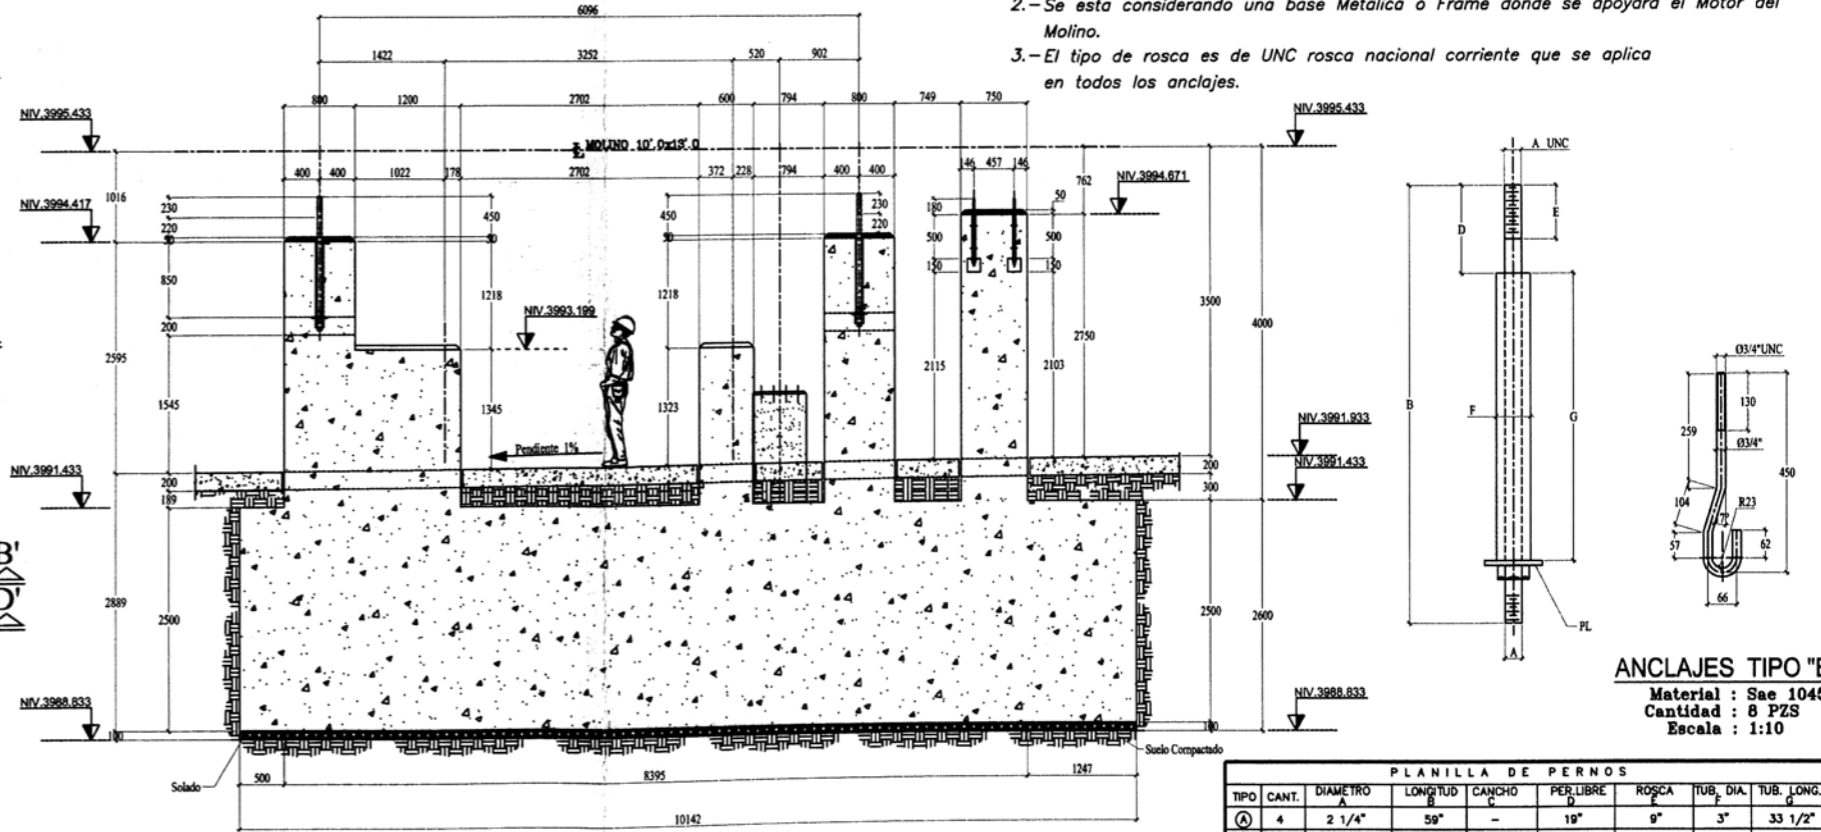 2.-Se esta considerando una base Metalica o Frame donde se apoyara el Motor del
Molino.
3.-El tipo de rosca es de UNC rosca nacional corriente que se aplica
en todos los anclajes.
6096
1422 3252 520 902
800 1200 2702 600 794 800 749 750
NIV.3995.433
NIV.3995.433
MOLINO 10'.0x13'.0
400 400 1022 178 2702 372 228 794 400 400
146 457 146
762
NIV.3994.671
1016
NIV.3994.417
230
220
50
450
50
450
50
230
220
180
50
500
500
150
150
850
200
1218
1218
NIV.3993.199
3500
4000
2750
2595
1545
1345
1323
2115
2103
Pendiente 1%
NIV.3991.933
NIV.3991.433
NIV.3991.433
200
189
200
300
B'
D'
2889
2500
2500
2600
NIV.3988.833
NIV.3988.833
100
100
Solado
Suelo Compactado
500 8395 1247
10142
A UNC
E
D
B
F
G
PL
A
Ø3/4"UNC
130
259
Ø3/4"
450
104
R23
7°
57
62
66
ANCLAJES TIPO "B
Material : Sae 1045
Cantidad : 8 PZS
Escala : 1:10
PLANILLA DE PERNOS
TIPO CANT. DIAMETRO A LONGITUD B CANCHO C PER.LIBRE D ROSCA E TUB. DIA. F TUB. LONG. G
A 4 2 1/4" 59" - 19" 9" 3" 33 1/2"